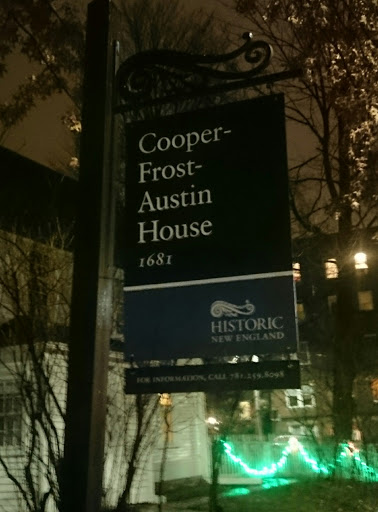 Cooper-
Frost-
Austin
House
1681
HISTORIC
NEW ENGLAND
FOR INFORMATION, CALL 781.259.8098